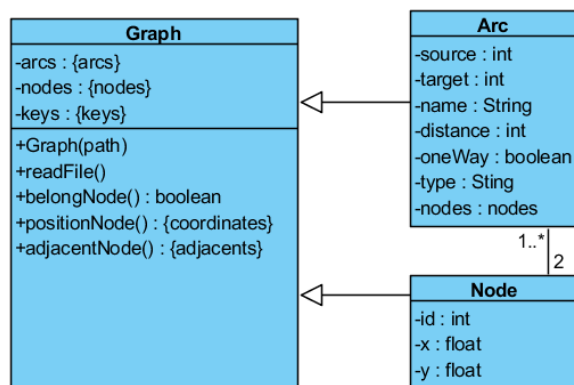 Graph
-arcs : {arcs}
-nodes : {nodes}
-keys : {keys}
+Graph(path)
+readFile()
+belongNode() : boolean
+positionNode() : {coordinates}
+adjacentNode() : {adjacents}
Arc
-source : int
-target : int
-name : String
-distance : int
-oneWay : boolean
-type : Sting
-nodes : nodes
1..*
2
Node
-id : int
-x : float
-y : float